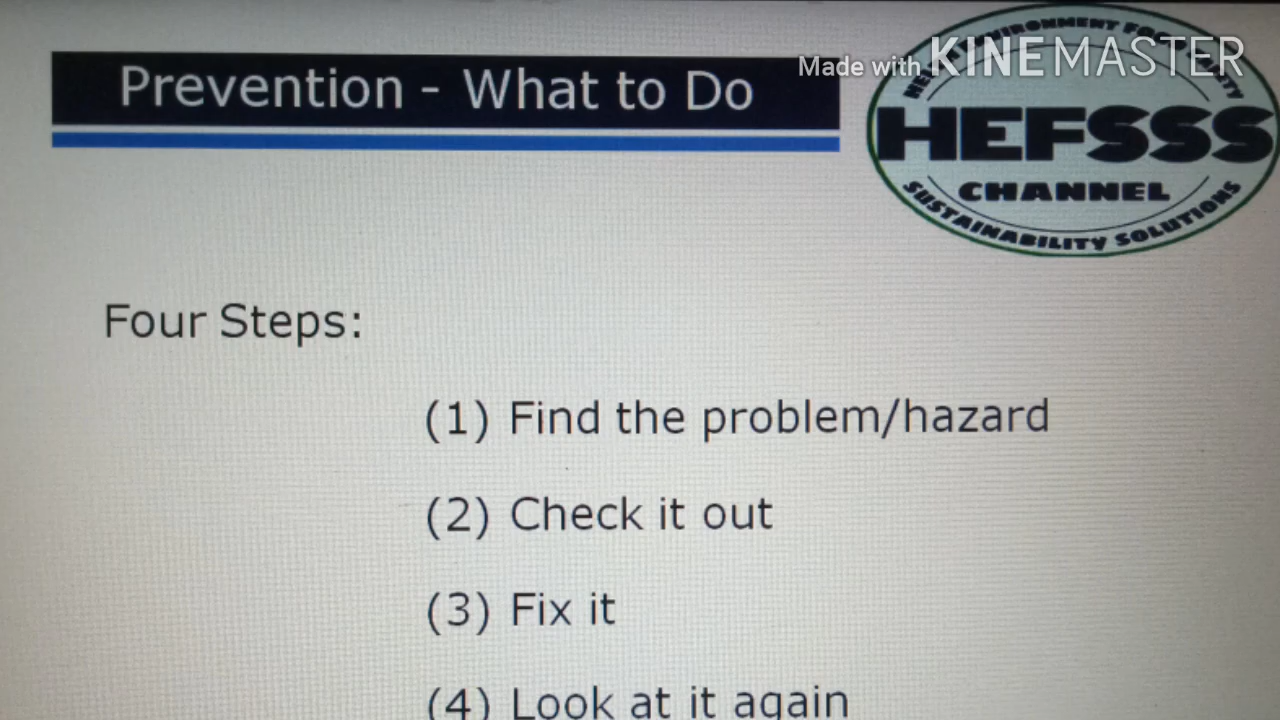 Prevention - What to Do
Made with KINEMASTER
HEFSSS
CHANNEL
SUSTAINABILITY SOLUTIONS
Four Steps:
(1) Find the problem/hazard
(2) Check it out
(3) Fix it
(4) Look at it again